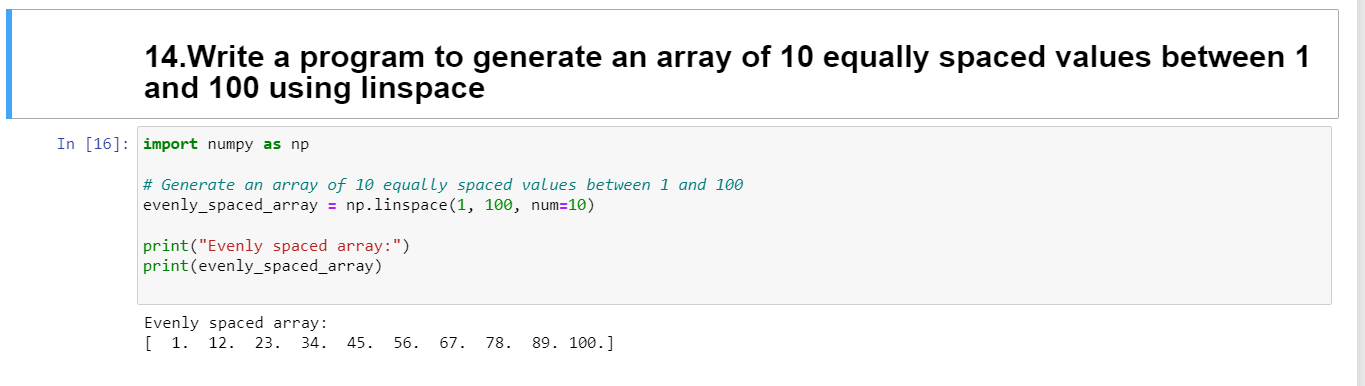 14.Write a program to generate an array of 10 equally spaced values between 1
and 100 using linspace
In [16]: import numpy as np
# Generate an array of 10 equally spaced values between 1 and 100
evenly_spaced_array = np.linspace(1, 100, num=10)
print("Evenly spaced array:")
print(evenly_spaced_array)
Evenly spaced array:
[  1.  12.  23.  34.  45.  56.  67.  78.  89. 100.]